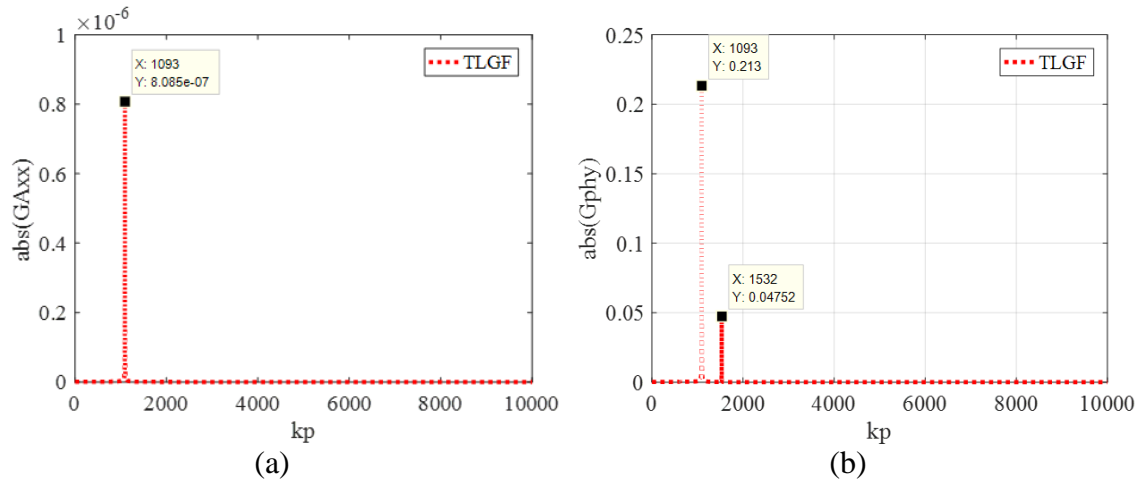 ×10⁻⁶
1
0.8
0.6
0.4
0.2
0
abs(GAxx)
X: 1093
Y: 8.085e-07
TLGF
0 2000 4000 6000 8000 10000
kp
(a)
0.25
0.2
0.15
0.1
0.05
0
abs(Gphy)
X: 1093
Y: 0.213
TLGF
X: 1532
Y: 0.04752
0 2000 4000 6000 8000 10000
kp
(b)